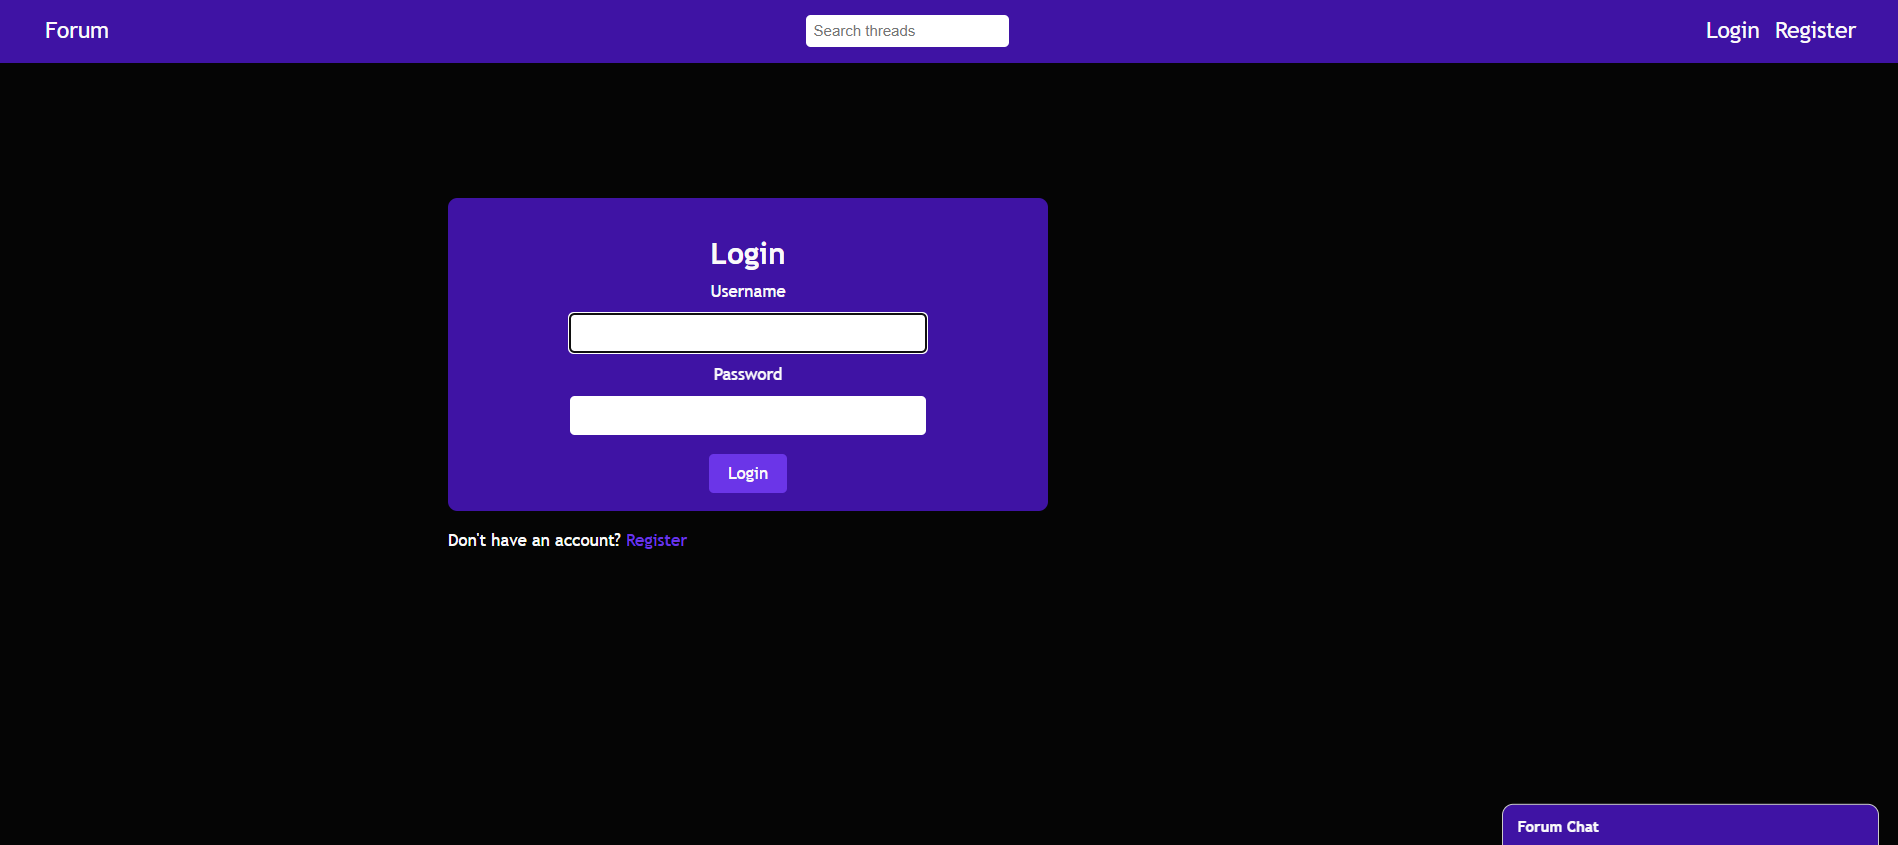 Forum
Search threads
Login Register
Login
Username
Password
Login
Don't have an account? Register
Forum Chat